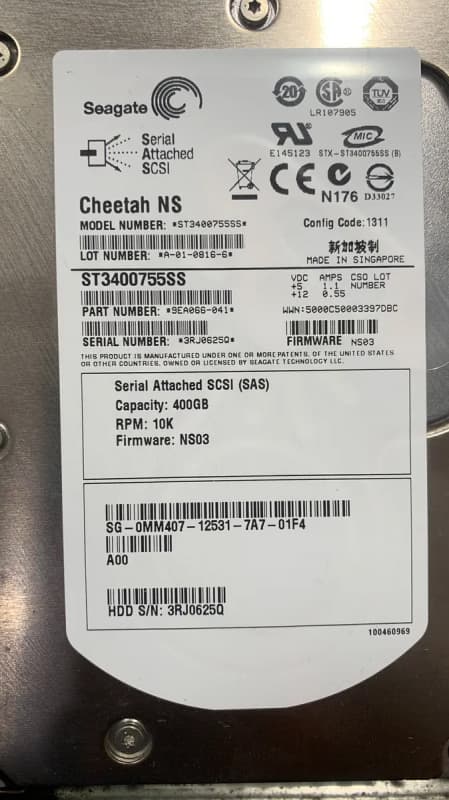 Seagate
20
LR107905
TUV
Serial
Attached
SCSI
MIC
E145123 STX-ST3400755SS (B)
CE
N176 D33027
Cheetah NS
MODEL NUMBER: *ST3400755SS*
Config Code:1311
LOT NUMBER: *A-01-0816-6*
新加坡制
MADE IN SINGAPORE
ST3400755SS
VDC AMPS CSO LOT
+5 1.1 NUMBER
+12 0.55
PART NUMBER: *9EA066-041*
WWN:5000C50003397DBC
SERIAL NUMBER: *3RJ0625Q*
FIRMWARE NS03
THIS PRODUCT IS MANUFACTURED UNDER ONE OR MORE PATENTS, OF THE UNITED STATES
OR OTHER COUNTRIES, OWNED OR LICENSED BY SEAGATE TECHNOLOGY LLC.
Serial Attached SCSI (SAS)
Capacity: 400GB
RPM: 10K
Firmware: NS03
SG-0MM407-12531-7A7-01F4
A00
HDD S/N: 3RJ0625Q
100460969